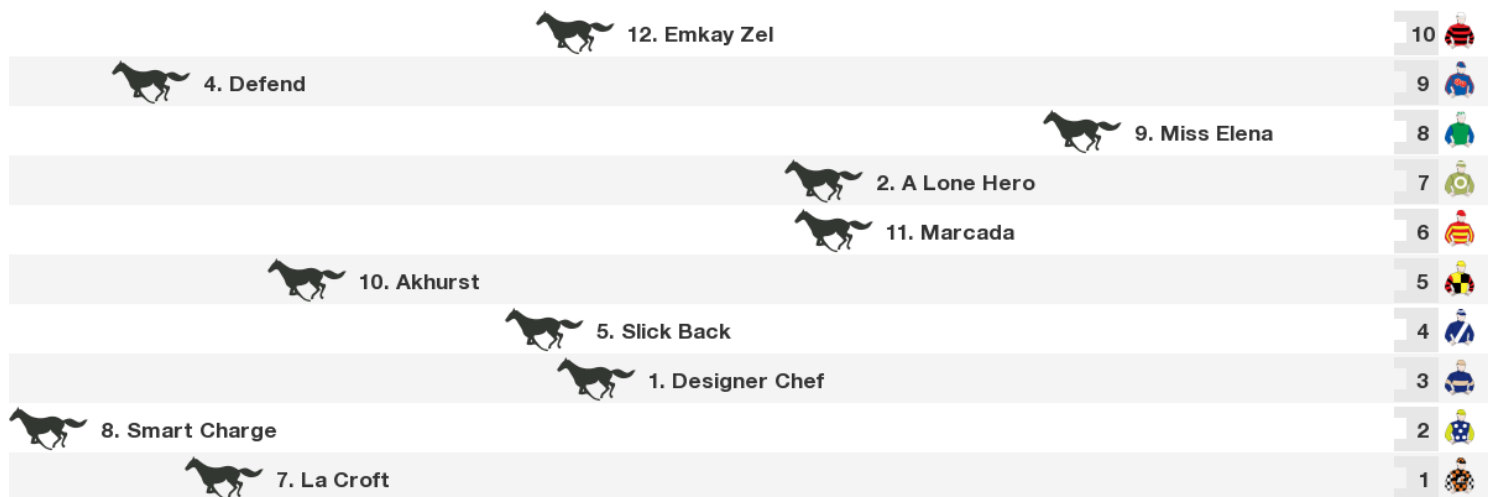 12. Emkay Zel 10
4. Defend 9
9. Miss Elena 8
2. A Lone Hero 7
11. Marcada 6
10. Akhurst 5
5. Slick Back 4
1. Designer Chef 3
8. Smart Charge 2
7. La Croft 1